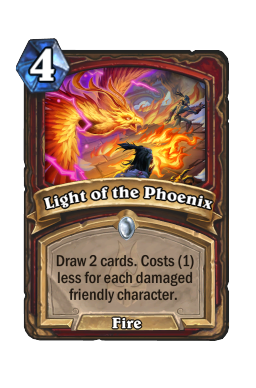 4
Light of the Phoenix
Draw 2 cards. Costs (1)
less for each damaged
friendly character.
Fire